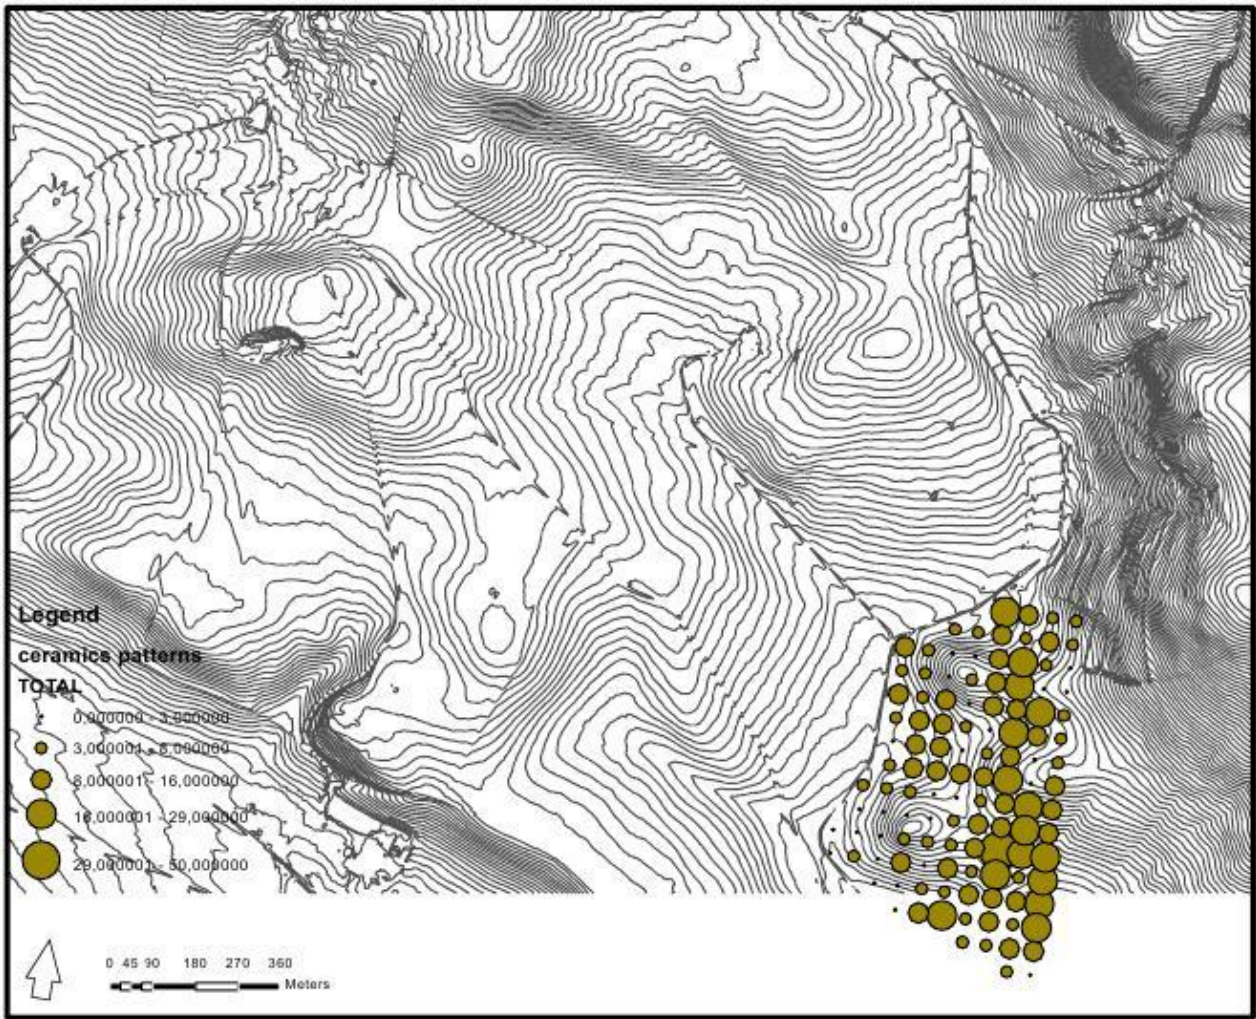 Legend
ceramics patterns
TOTAL
0,000000 - 3,000000
3,000001 - 8,000000
8,000001 - 16,000000
16,000001 - 29,000000
29,000001 - 50,000000
0 45 90 180 270 360
Meters